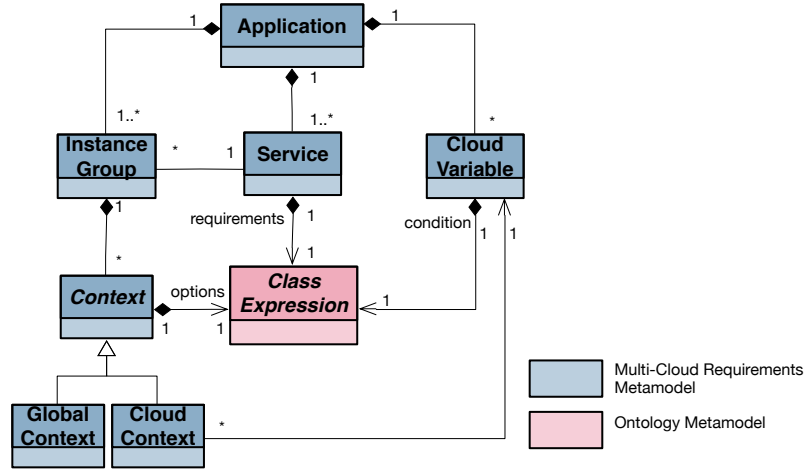 Application
1
1
1
1..*
1..*
*
Instance
Group
*
1
Service
Cloud
Variable
1
requirements
1
condition
1
1
*
1
Context
options
1
1
Class
Expression
1
Global
Context
Cloud
Context
*
Multi-Cloud Requirements
Metamodel
Ontology Metamodel